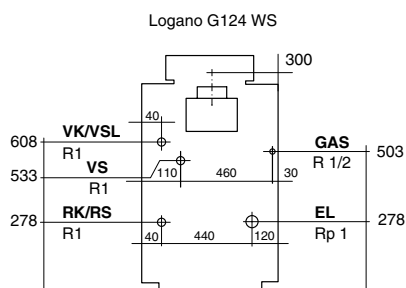 Logano G124 WS
300
40
608
VK/VSL
R1
GAS
R 1/2
503
533
VS
R1
110
460
30
278
RK/RS
R1
EL
Rp 1
278
40
440
120